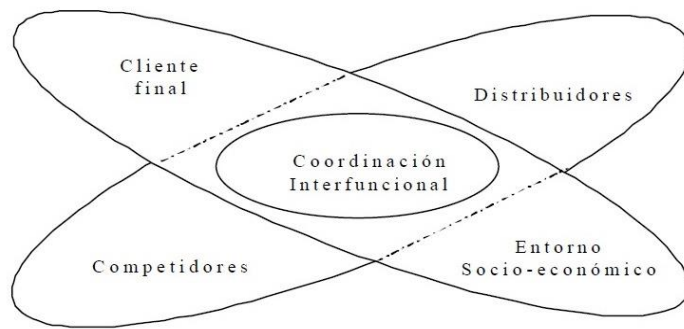 Cliente
final
Distribuidores
Coordinación
Interfuncional
Competidores
Entorno
Socio-económico